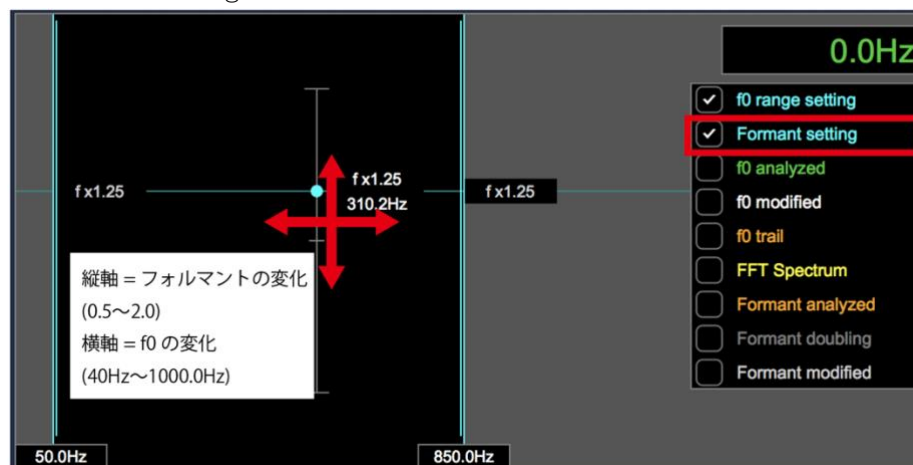 0.0Hz
f0 range setting
Formant setting
f0 analyzed
f0 modified
f0 trail
FFT Spectrum
Formant analyzed
Formant doubling
Formant modified
f x1.25
f x1.25
310.2Hz
f x1.25
縦軸 = フォルマントの変化
(0.5〜2.0)
横軸 = f0 の変化
(40Hz〜1000.0Hz)
50.0Hz
850.0Hz